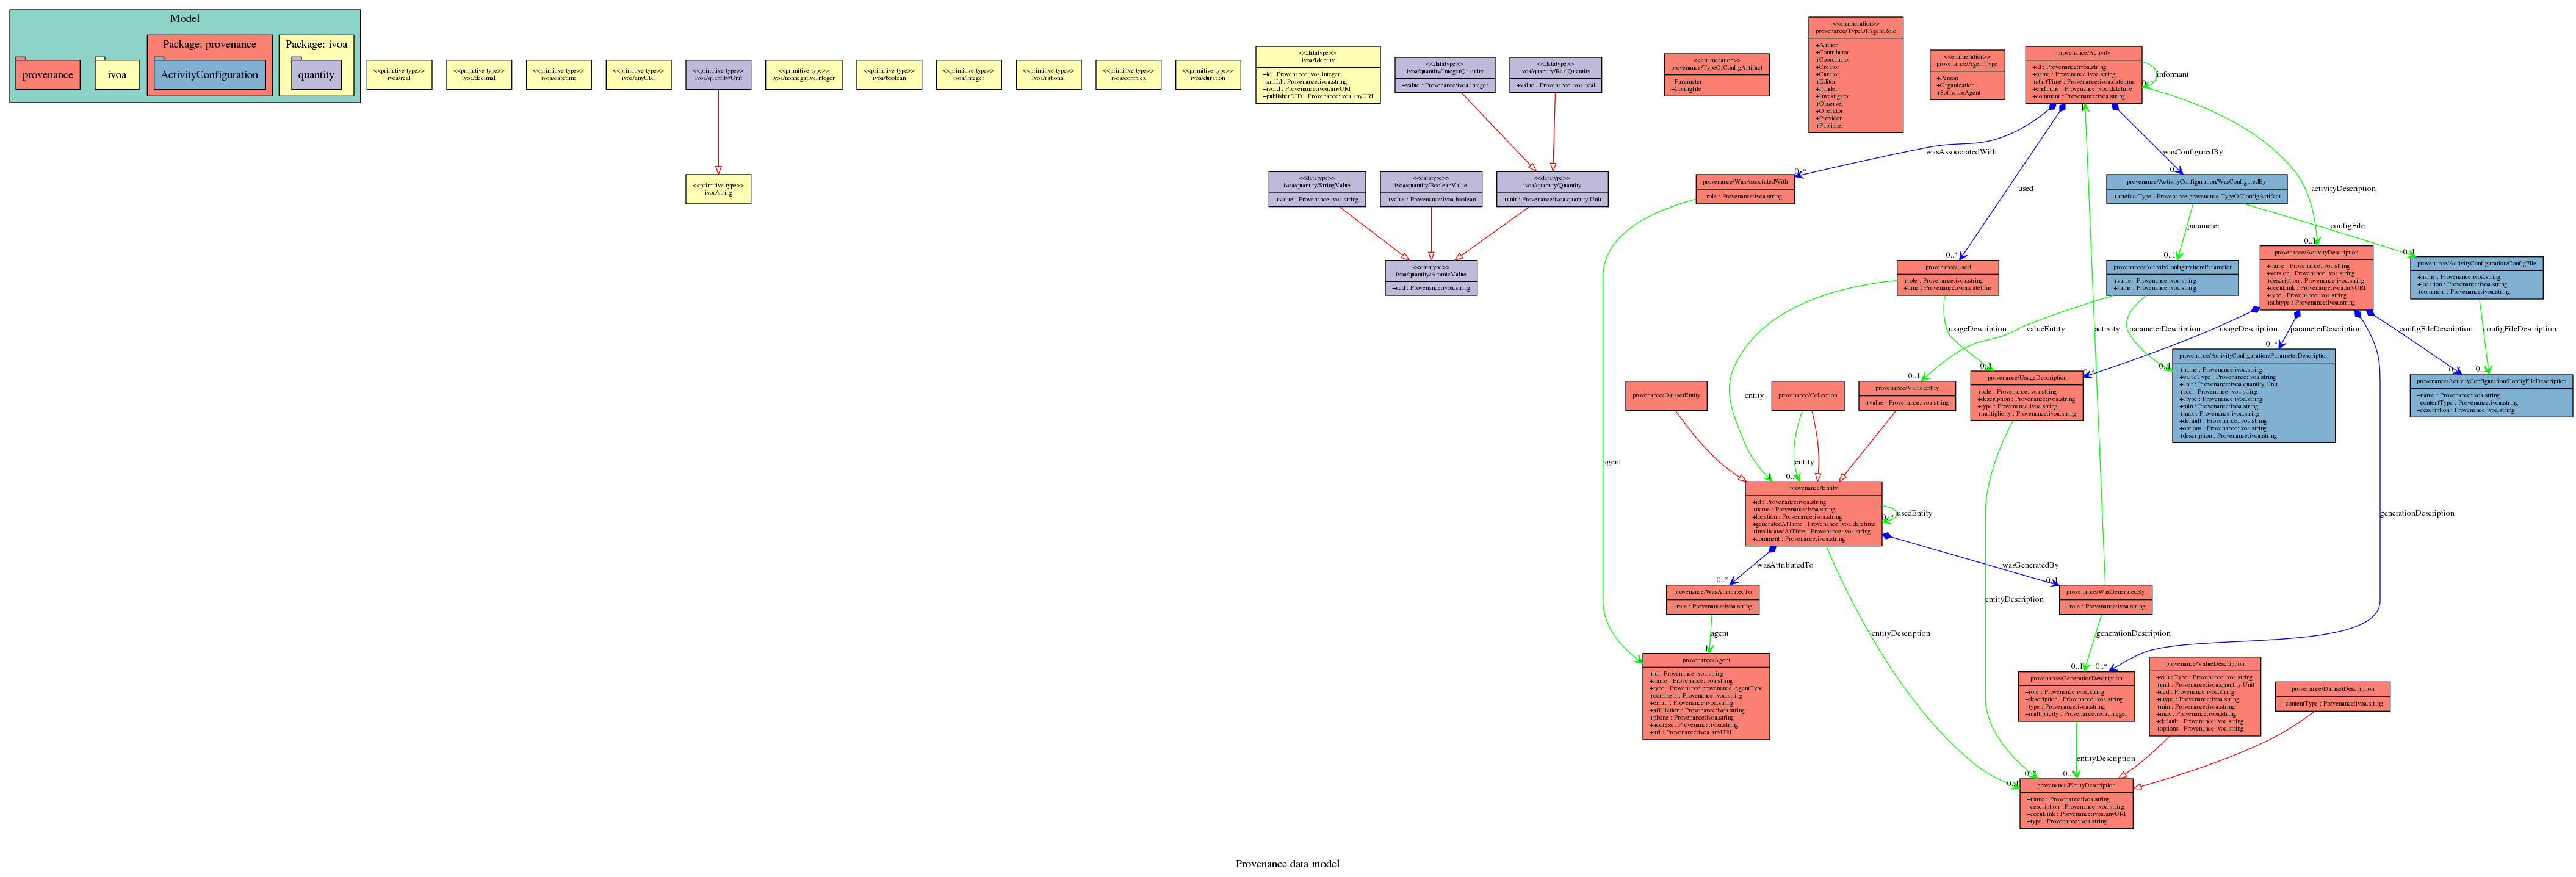 Model
provenance
ivoa
Package: provenance
ActivityConfiguration
Package: ivoa
quantity
<<primitive type>>
ivoa/real
<<primitive type>>
ivoa/decimal
<<primitive type>>
ivoa/datetime
<<primitive type>>
ivoa/anyURI
<<primitive type>>
ivoa/quantity/Unit
<<primitive type>>
ivoa/nonnegativeInteger
<<primitive type>>
ivoa/boolean
<<primitive type>>
ivoa/integer
<<primitive type>>
ivoa/rational
<<primitive type>>
ivoa/complex
<<primitive type>>
ivoa/duration
<<datatype>>
ivoa/Identity
+id : Provenance:ivoa.integer
+xmlId : Provenance:ivoa.string
+ivoId : Provenance:ivoa.anyURI
+publisherDID : Provenance:ivoa.anyURI
<<datatype>>
ivoa/quantity/IntegerQuantity
+value : Provenance:ivoa.integer
<<datatype>>
ivoa/quantity/RealQuantity
+value : Provenance:ivoa.real
<<enumeration>>
provenance/TypeOfConfigArtifact
+Parameter
+Configfile
<<enumeration>>
provenance/TypeOfAgentRole
+Author
+Contributor
+Coordinator
+Creator
+Curator
+Editor
+Funder
+Investigator
+Observer
+Operator
+Provider
+Publisher
<<enumeration>>
provenance/AgentType
+Person
+Organization
+SoftwareAgent
provenance/Activity
+id : Provenance:ivoa.string
+name : Provenance:ivoa.string
+startTime : Provenance:ivoa.datetime
+endTime : Provenance:ivoa.datetime
+comment : Provenance:ivoa.string
informant
0..*
wasAssoociatedWith
0..*
used
wasConfiguredBy
activityDescription
<<primitive type>>
ivoa/string
<<datatype>>
ivoa/quantity/StringValue
+value : Provenance:ivoa.string
<<datatype>>
ivoa/quantity/BooleanValue
+value : Provenance:ivoa.boolean
<<datatype>>
ivoa/quantity/Quantity
+unit : Provenance:ivoa.quantity.Unit
provenance/WasAssociatedWith
+role : Provenance:ivoa.string
provenance/ActivityConfiguration/WasConfiguredBy
+artefactType : Provenance:provenance.TypeOfConfigArtifact
parameter
configFile
<<datatype>>
ivoa/quantity/AtomicValue
+ucd : Provenance:ivoa.string
0..*
provenance/Used
+role : Provenance:ivoa.string
+time : Provenance:ivoa.datetime
0..1
provenance/ActivityConfiguration/Parameter
+value : Provenance:ivoa.string
+name : Provenance:ivoa.string
0..1
provenance/ActivityDescription
+name : Provenance:ivoa.string
+version : Provenance:ivoa.string
+description : Provenance:ivoa.string
+docuLink : Provenance:ivoa.anyURI
+type : Provenance:ivoa.string
+subtype : Provenance:ivoa.string
0..1
provenance/ActivityConfiguration/ConfigFile
+name : Provenance:ivoa.string
+location : Provenance:ivoa.string
+comment : Provenance:ivoa.string
usageDescription
valueEntity
activity
parameterDescription
usageDescription
parameterDescription
configFileDescription
configFileDescription
provenance/DatasetEntity
provenance/Collection
0..1
provenance/ValueEntity
+value : Provenance:ivoa.string
0..1
provenance/UsageDescription
+role : Provenance:ivoa.string
+description : Provenance:ivoa.string
+type : Provenance:ivoa.string
+multiplicity : Provenance:ivoa.string
0..*
provenance/ActivityConfiguration/ParameterDescription
+name : Provenance:ivoa.string
+valueType : Provenance:ivoa.string
+unit : Provenance:ivoa.quantity.Unit
+ucd : Provenance:ivoa.string
+utype : Provenance:ivoa.string
+min : Provenance:ivoa.string
+max : Provenance:ivoa.string
+default : Provenance:ivoa.string
+options : Provenance:ivoa.string
+description : Provenance:ivoa.string
0..1
provenance/ActivityConfiguration/ConfigFileDescription
+name : Provenance:ivoa.string
+contentType : Provenance:ivoa.string
+description : Provenance:ivoa.string
entity
agent
entity
provenance/Entity
+id : Provenance:ivoa.string
+name : Provenance:ivoa.string
+location : Provenance:ivoa.string
+generatedAtTime : Provenance:ivoa.datetime
+invalidatedAtTime : Provenance:ivoa.string
+comment : Provenance:ivoa.string
usedEntity
0..*
generationDescription
wasAttributedTo
wasGeneratedBy
0..*
provenance/WasAttributedTo
+role : Provenance:ivoa.string
0..1
provenance/WasGeneratedBy
+role : Provenance:ivoa.string
entityDescription
agent
entityDescription
generationDescription
1
provenance/Agent
+id : Provenance:ivoa.string
+name : Provenance:ivoa.string
+type : Provenance:provenance.AgentType
+comment : Provenance:ivoa.string
+email : Provenance:ivoa.string
+affiliation : Provenance:ivoa.string
+phone : Provenance:ivoa.string
+address : Provenance:ivoa.string
+url : Provenance:ivoa.anyURI
0..1
0..*
provenance/GenerationDescription
+role : Provenance:ivoa.string
+description : Provenance:ivoa.string
+type : Provenance:ivoa.string
+multiplicity : Provenance:ivoa.integer
provenance/ValueDescription
+valueType : Provenance:ivoa.string
+unit : Provenance:ivoa.quantity.Unit
+ucd : Provenance:ivoa.string
+utype : Provenance:ivoa.string
+min : Provenance:ivoa.string
+max : Provenance:ivoa.string
+default : Provenance:ivoa.string
+options : Provenance:ivoa.string
provenance/DatasetDescription
+contentType : Provenance:ivoa.string
entityDescription
0..1
provenance/EntityDescription
+name : Provenance:ivoa.string
+description : Provenance:ivoa.string
+docuLink : Provenance:ivoa.anyURI
+type : Provenance:ivoa.string
Provenance data model